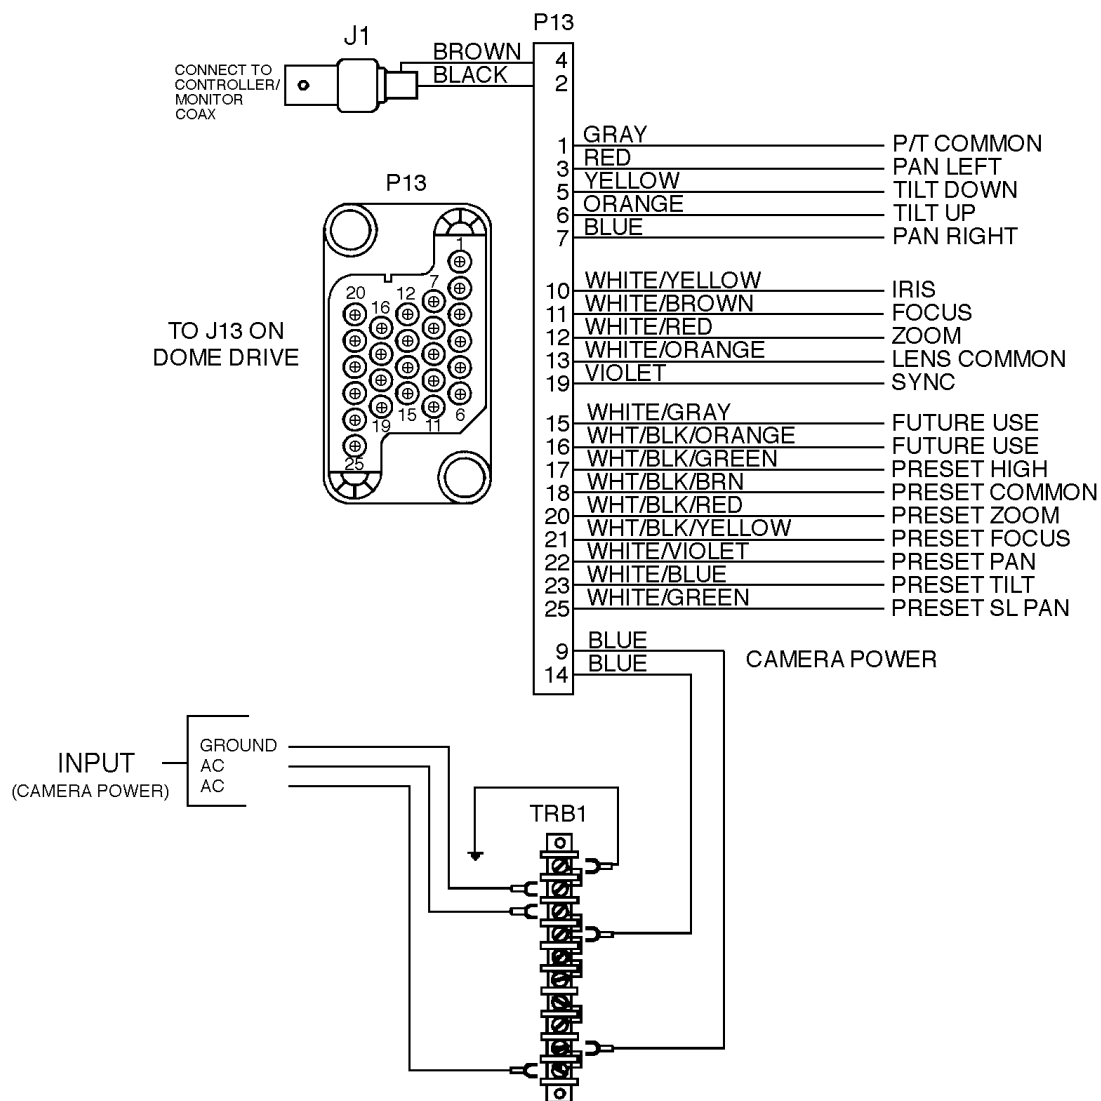 P13
J1
BROWN
4
BLACK
2
CONNECT TO
CONTROLLER/
MONITOR
COAX
1 GRAY P/T COMMON
3 RED PAN LEFT
5 YELLOW TILT DOWN
6 ORANGE TILT UP
7 BLUE PAN RIGHT
P13
1
7
20 16 12
TO J13 ON
DOME DRIVE
19 15 11 6
25
10 WHITE/YELLOW IRIS
11 WHITE/BROWN FOCUS
12 WHITE/RED ZOOM
13 WHITE/ORANGE LENS COMMON
19 VIOLET SYNC
15 WHITE/GRAY FUTURE USE
16 WHT/BLK/ORANGE FUTURE USE
17 WHT/BLK/GREEN PRESET HIGH
18 WHT/BLK/BRN PRESET COMMON
20 WHT/BLK/RED PRESET ZOOM
21 WHT/BLK/YELLOW PRESET FOCUS
22 WHITE/VIOLET PRESET PAN
23 WHITE/BLUE PRESET TILT
25 WHITE/GREEN PRESET SL PAN
9 BLUE
14 BLUE
CAMERA POWER
INPUT
(CAMERA POWER)
GROUND
AC
AC
TRB1